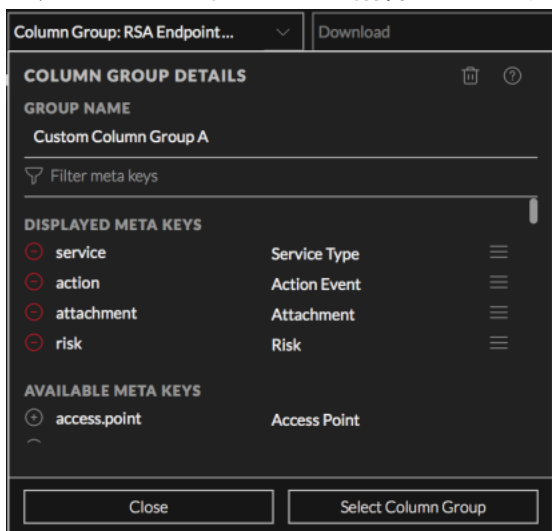 Column Group: RSA Endpoint... Download
COLUMN GROUP DETAILS
GROUP NAME
Custom Column Group A
Filter meta keys
DISPLAYED META KEYS
service Service Type
action Action Event
attachment Attachment
risk Risk
AVAILABLE META KEYS
access.point Access Point
Close Select Column Group